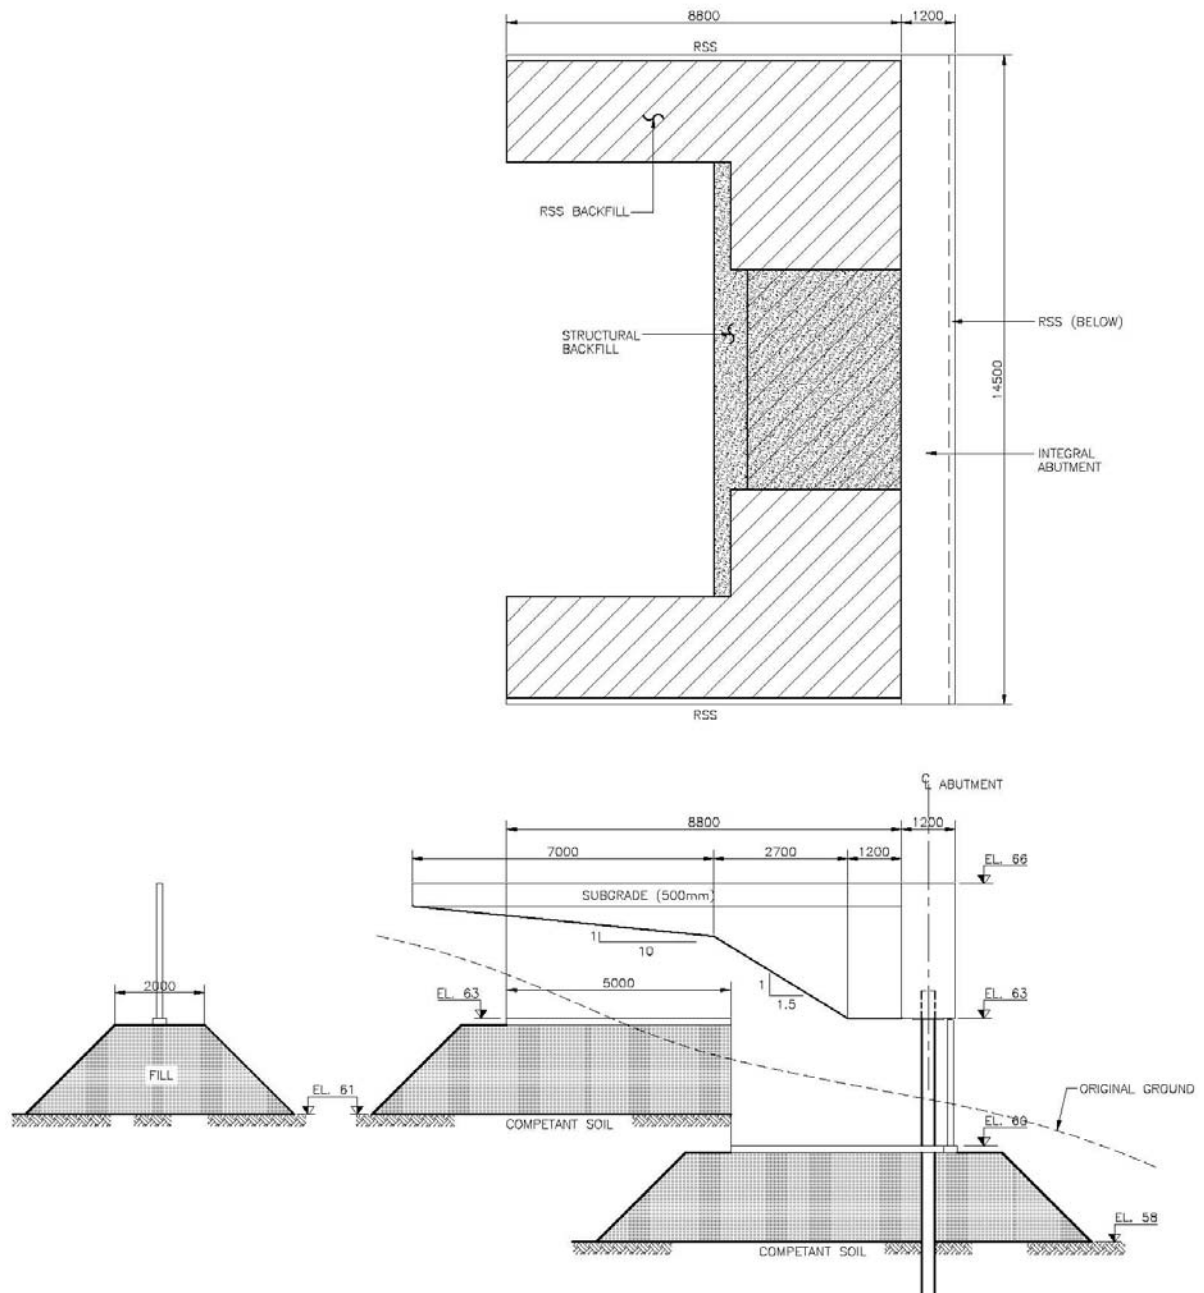 8800
1200
RSS
RSS BACKFILL
STRUCTURAL
BACKFILL
RSS (BELOW)
14500
INTEGRAL
ABUTMENT
RSS
℄ ABUTMENT
8800
1200
7000
2700
1200
EL. 66
SUBGRADE (500mm)
1
10
1
1.5
2000
EL. 63
5000
EL. 63
FILL
EL. 61
COMPETANT SOIL
ORIGINAL GROUND
EL. 60
EL. 58
COMPETANT SOIL